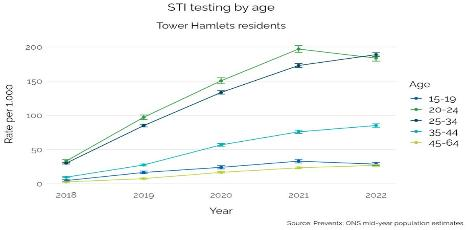 STI testing by age
Tower Hamlets residents
200
150
100
50
0
Rate per 1,000
2018 2019 2020 2021 2022
Year
Age
15-19
20-24
25-34
35-44
45-64
Source: Preventx; ONS mid-year population estimates